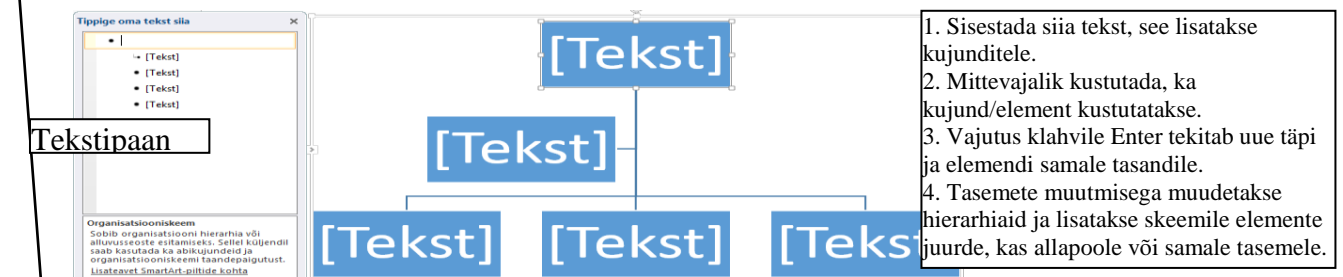 Tippige oma tekst siia
[Tekst]
[Tekst]
[Tekst]
[Tekst]
Tekstipaan
Organisatsiooniskeem
Sobib organisatsiooni hierarhia või
alluvusseoste esitamiseks. Sellel küljendil
saab kasutada ka abikujundeid ja
organisatsiooniskeemi taandepaigutust.
Lisateavet SmartArt-piltide kohta
[Tekst]
[Tekst]
[Tekst]
[Tekst]
[Tekst]
1. Sisestada siia tekst, see lisatakse
kujunditele.
2. Mittevajalik kustutada, ka
kujund/element kustutatakse.
3. Vajutus klahvile Enter tekitab uue täpi
ja elemendi samale tasandile.
4. Tasemete muutmisega muudetakse
hierarhiaid ja lisatakse skeemile elemente
juurde, kas allapoole või samale tasemele.